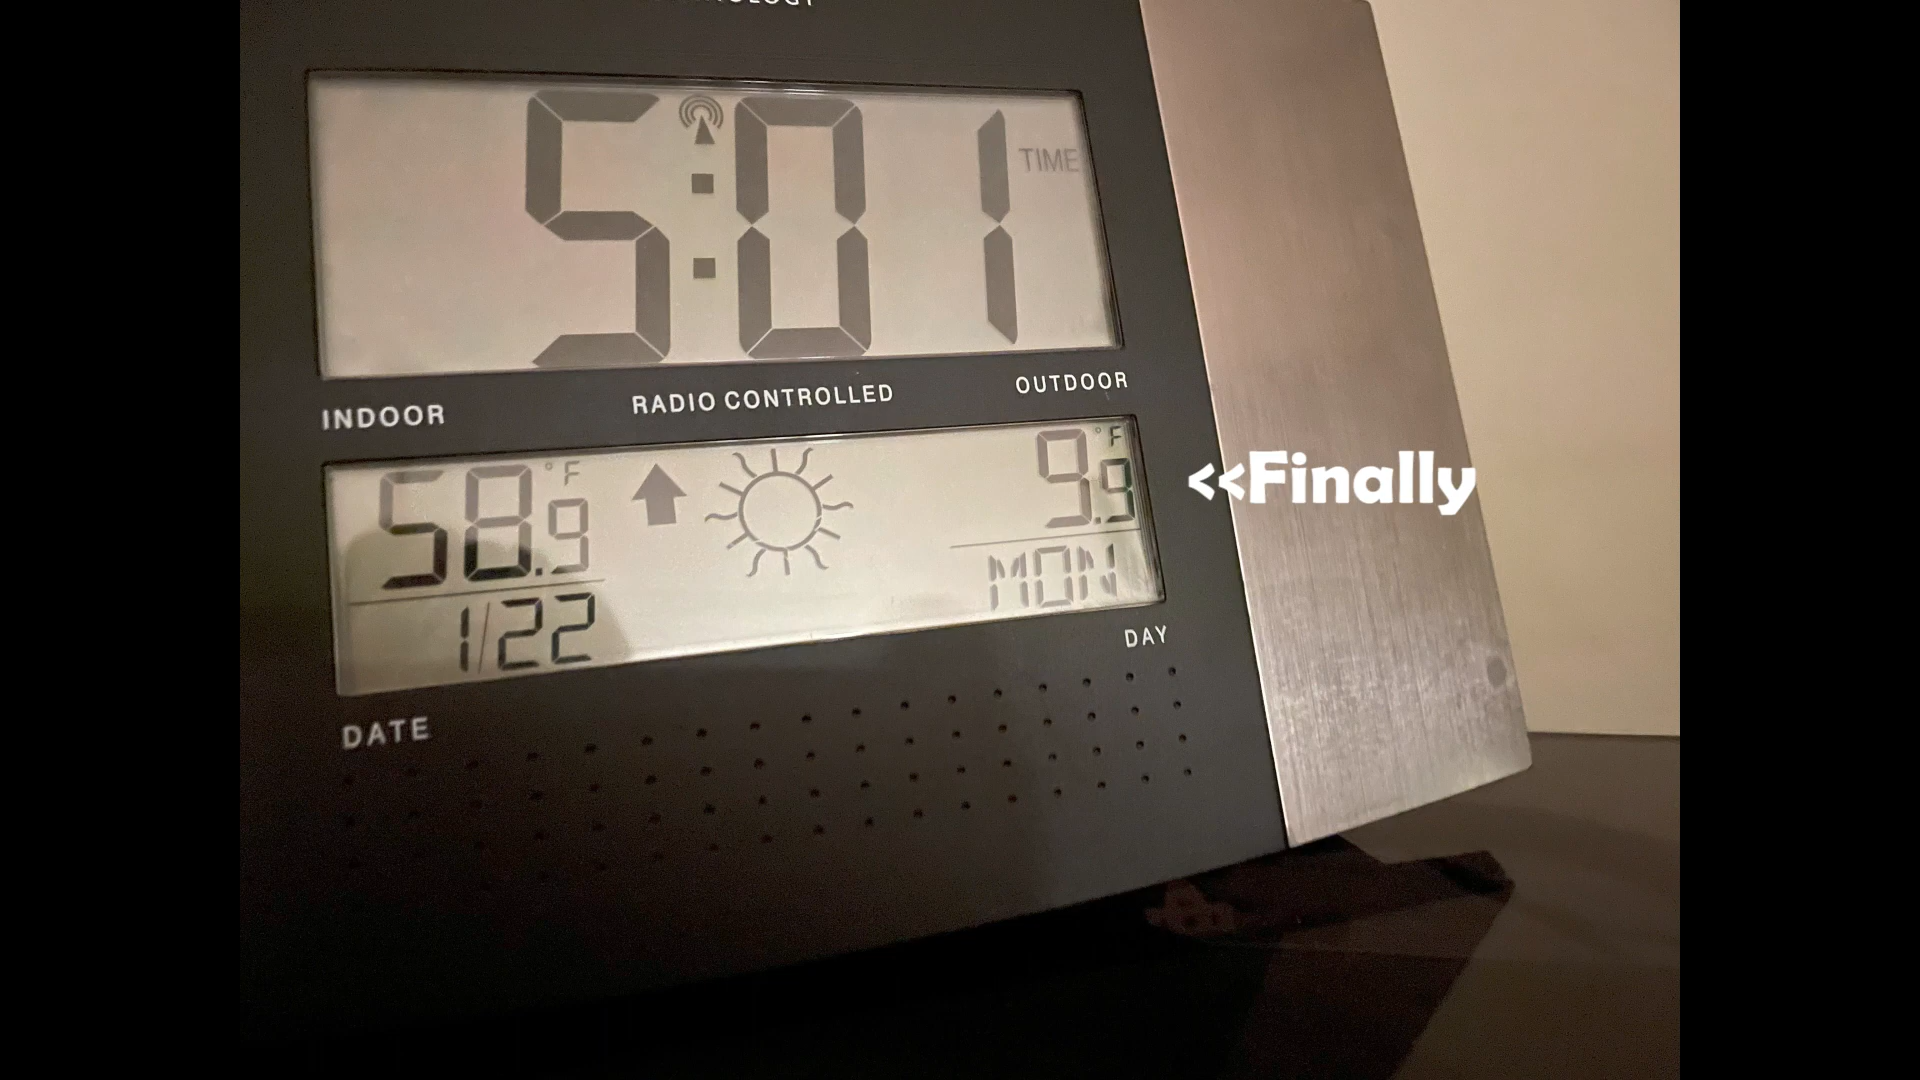 5:01
TIME
INDOOR RADIO CONTROLLED OUTDOOR
58.9 °F 9.9 °F <<Finally
1/22 MON
DATE DAY